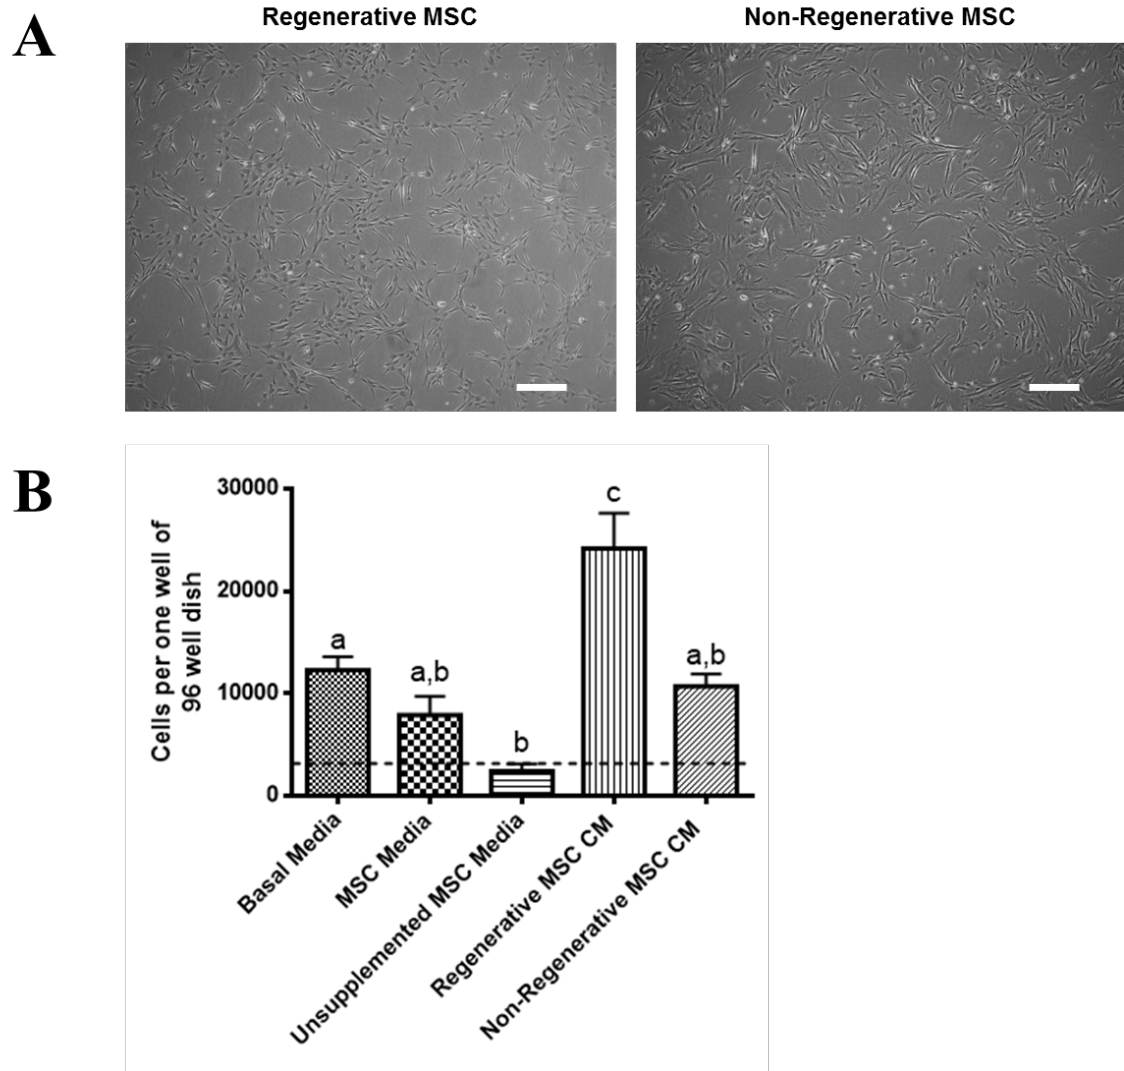 A
Regenerative MSC
Non-Regenerative MSC
B
Cells per one well of
96 well dish
30000
20000
10000
0
a
a,b
b
c
a,b
Basal Media
MSC Media
Unsupplemented MSC Media
Regenerative MSC CM
Non-Regenerative MSC CM